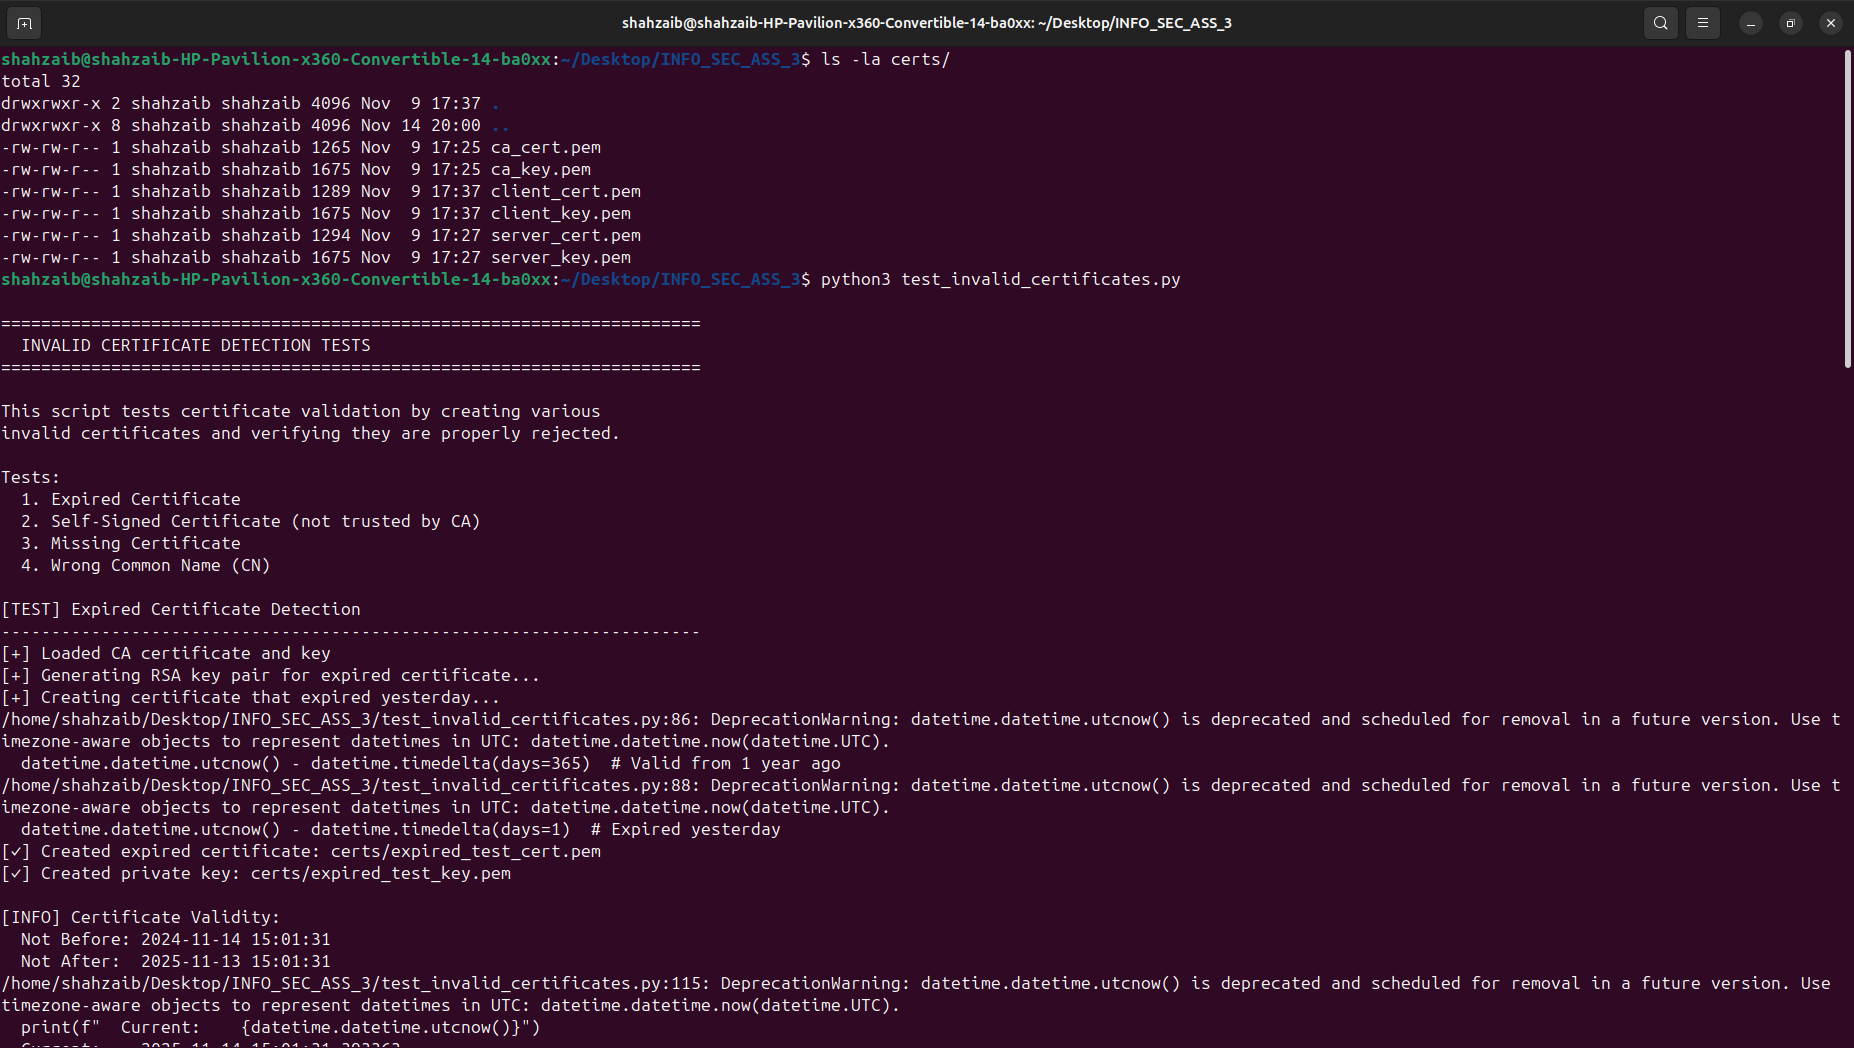 shahzaib@shahzaib-HP-Pavilion-x360-Convertible-14-ba0xx: ~/Desktop/INFO_SEC_ASS_3
shahzaib@shahzaib-HP-Pavilion-x360-Convertible-14-ba0xx:~/Desktop/INFO_SEC_ASS_3$ ls -la certs/
total 32
drwxrwxr-x 2 shahzaib shahzaib 4096 Nov  9 17:37 .
drwxrwxr-x 8 shahzaib shahzaib 4096 Nov 14 20:00 ..
-rw-rw-r-- 1 shahzaib shahzaib 1265 Nov  9 17:25 ca_cert.pem
-rw-rw-r-- 1 shahzaib shahzaib 1675 Nov  9 17:25 ca_key.pem
-rw-rw-r-- 1 shahzaib shahzaib 1289 Nov  9 17:37 client_cert.pem
-rw-rw-r-- 1 shahzaib shahzaib 1675 Nov  9 17:37 client_key.pem
-rw-rw-r-- 1 shahzaib shahzaib 1294 Nov  9 17:27 server_cert.pem
-rw-rw-r-- 1 shahzaib shahzaib 1675 Nov  9 17:27 server_key.pem
shahzaib@shahzaib-HP-Pavilion-x360-Convertible-14-ba0xx:~/Desktop/INFO_SEC_ASS_3$ python3 test_invalid_certificates.py
======================================================================
  INVALID CERTIFICATE DETECTION TESTS
======================================================================
This script tests certificate validation by creating various
invalid certificates and verifying they are properly rejected.
Tests:
  1. Expired Certificate
  2. Self-Signed Certificate (not trusted by CA)
  3. Missing Certificate
  4. Wrong Common Name (CN)
[TEST] Expired Certificate Detection
----------------------------------------------------------------------
[+] Loaded CA certificate and key
[+] Generating RSA key pair for expired certificate...
[+] Creating certificate that expired yesterday...
/home/shahzaib/Desktop/INFO_SEC_ASS_3/test_invalid_certificates.py:86: DeprecationWarning: datetime.datetime.utcnow() is deprecated and scheduled for removal in a future version. Use t
imezone-aware objects to represent datetimes in UTC: datetime.datetime.now(datetime.UTC).
  datetime.datetime.utcnow() - datetime.timedelta(days=365)  # Valid from 1 year ago
/home/shahzaib/Desktop/INFO_SEC_ASS_3/test_invalid_certificates.py:88: DeprecationWarning: datetime.datetime.utcnow() is deprecated and scheduled for removal in a future version. Use t
imezone-aware objects to represent datetimes in UTC: datetime.datetime.now(datetime.UTC).
  datetime.datetime.utcnow() - datetime.timedelta(days=1)  # Expired yesterday
[✓] Created expired certificate: certs/expired_test_cert.pem
[✓] Created private key: certs/expired_test_key.pem
[INFO] Certificate Validity:
  Not Before: 2024-11-14 15:01:31
  Not After:  2025-11-13 15:01:31
/home/shahzaib/Desktop/INFO_SEC_ASS_3/test_invalid_certificates.py:115: DeprecationWarning: datetime.datetime.utcnow() is deprecated and scheduled for removal in a future version. Use
timezone-aware objects to represent datetimes in UTC: datetime.datetime.now(datetime.UTC).
  print(f"  Current:    {datetime.datetime.utcnow()}")
  Current:    2025-11-14 15:01:31